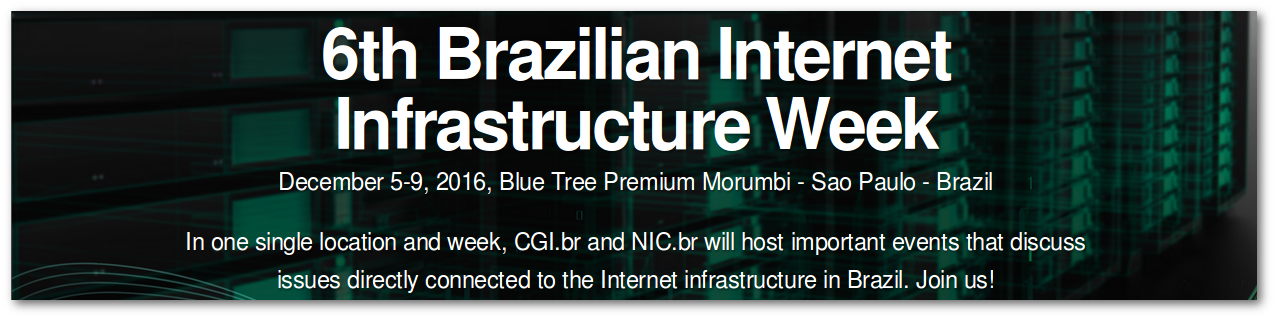 6th Brazilian Internet
Infrastructure Week
December 5-9, 2016, Blue Tree Premium Morumbi - Sao Paulo - Brazil
In one single location and week, CGI.br and NIC.br will host important events that discuss
issues directly connected to the Internet infrastructure in Brazil. Join us!